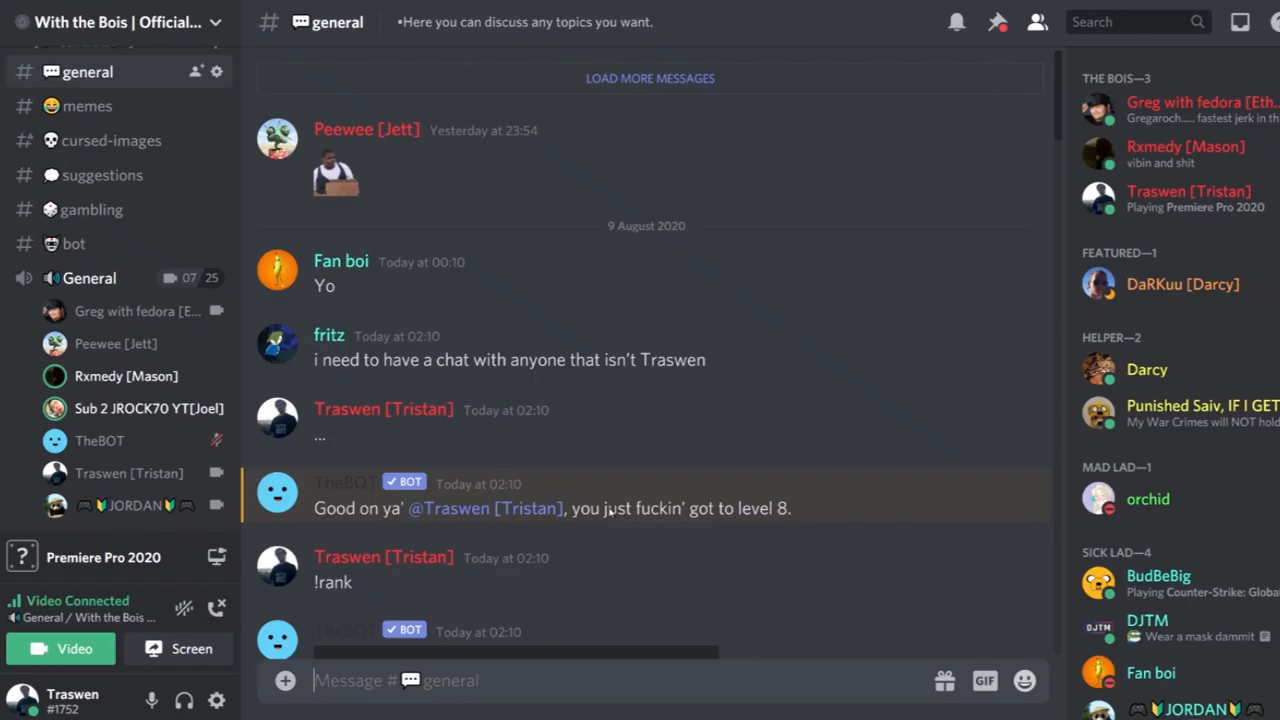 With the Bois | Official...
general
memes
cursed-images
suggestions
gambling
bot
General 07 25
Greg with fedora [E...
Peewee [Jett]
Rxmedy [Mason]
Sub 2 JROCK70 YT[Joel]
TheBOT
Traswen [Tristan]
JORDAN
Premiere Pro 2020
Video Connected
General / With the Bois ...
Video
Screen
Traswen
#1752
general
•Here you can discuss any topics you want.
Search
LOAD MORE MESSAGES
Peewee [Jett] Yesterday at 23:54
9 August 2020
Fan boi Today at 00:10
Yo
fritz Today at 02:10
i need to have a chat with anyone that isn't Traswen
Traswen [Tristan] Today at 02:10
...
TheBOT BOT Today at 02:10
Good on ya' @Traswen [Tristan], you just fuckin' got to level 8.
Traswen [Tristan] Today at 02:10
!rank
TheBOT BOT Today at 02:10
Message # general
GIF
THE BOIS—3
Greg with fedora [Eth...
Gregaroch..... fastest jerk in th
Rxmedy [Mason]
vibin and shit
Traswen [Tristan]
Playing Premiere Pro 2020
FEATURED—1
DaRKuu [Darcy]
HELPER—2
Darcy
Punished Saiv, IF I GET
My War Crimes will NOT hold
MAD LAD—1
orchid
SICK LAD—4
BudBeBig
Playing Counter-Strike: Globa
DJTM
DJTM
Wear a mask dammit
Fan boi
JORDAN